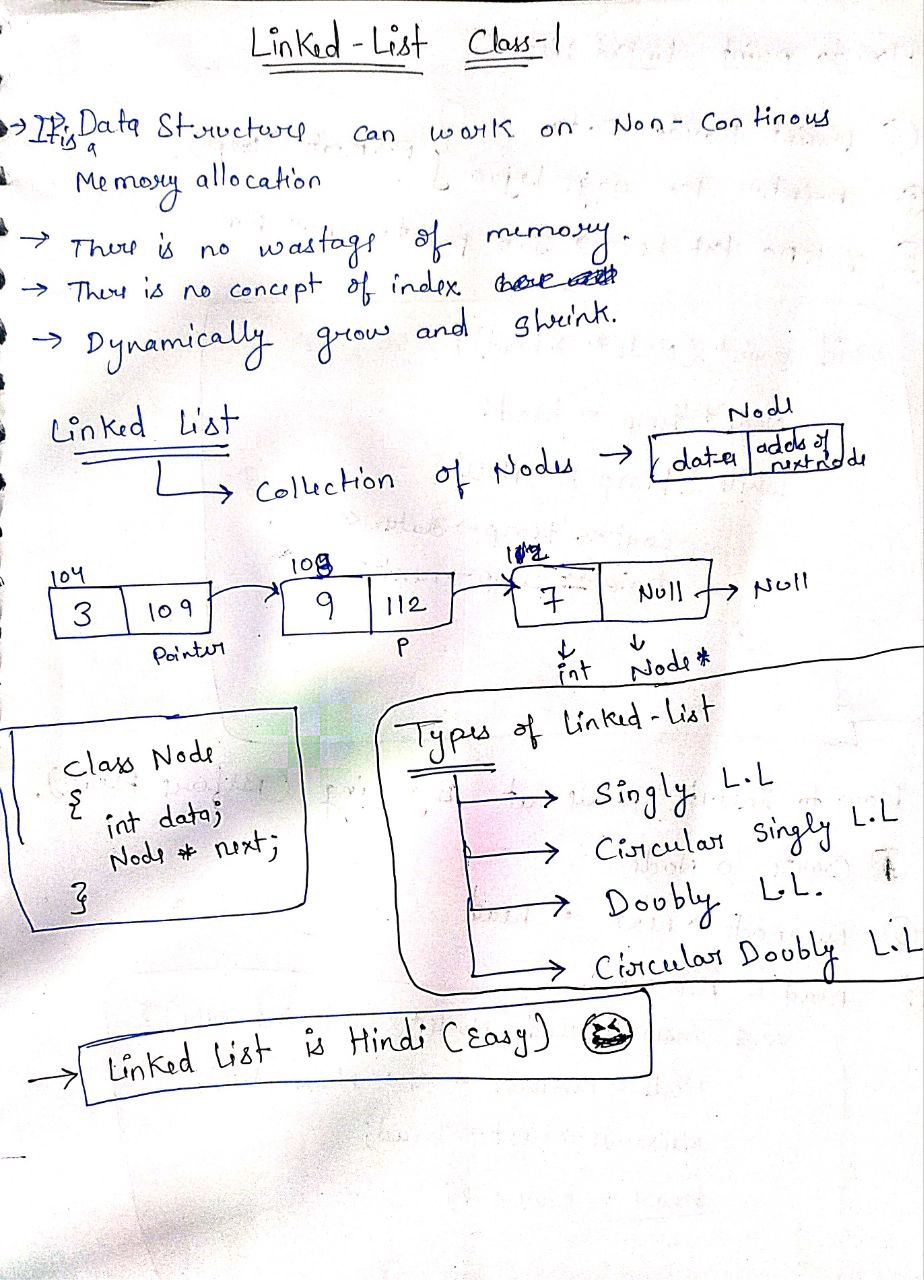 Linked-List Class-1
→ It is a Data Structure can work on Non-Continous
Memory allocation
→ There is no wastage of memory.
→ There is no concept of index
→ Dynamically grow and shrink.
Linked List
Collection of Nodes →
Node
data | adds of
next node
104
3 | 109
Pointer
109
9 | 112
P
112
7 | Null → Null
int
Node*
class Node
{
int data;
Node * next;
}
Types of Linked-List
Singly L.L
Circular Singly L.L
Doubly L.L.
Circular Doubly L.L
→ Linked List is Hindi (Easy)